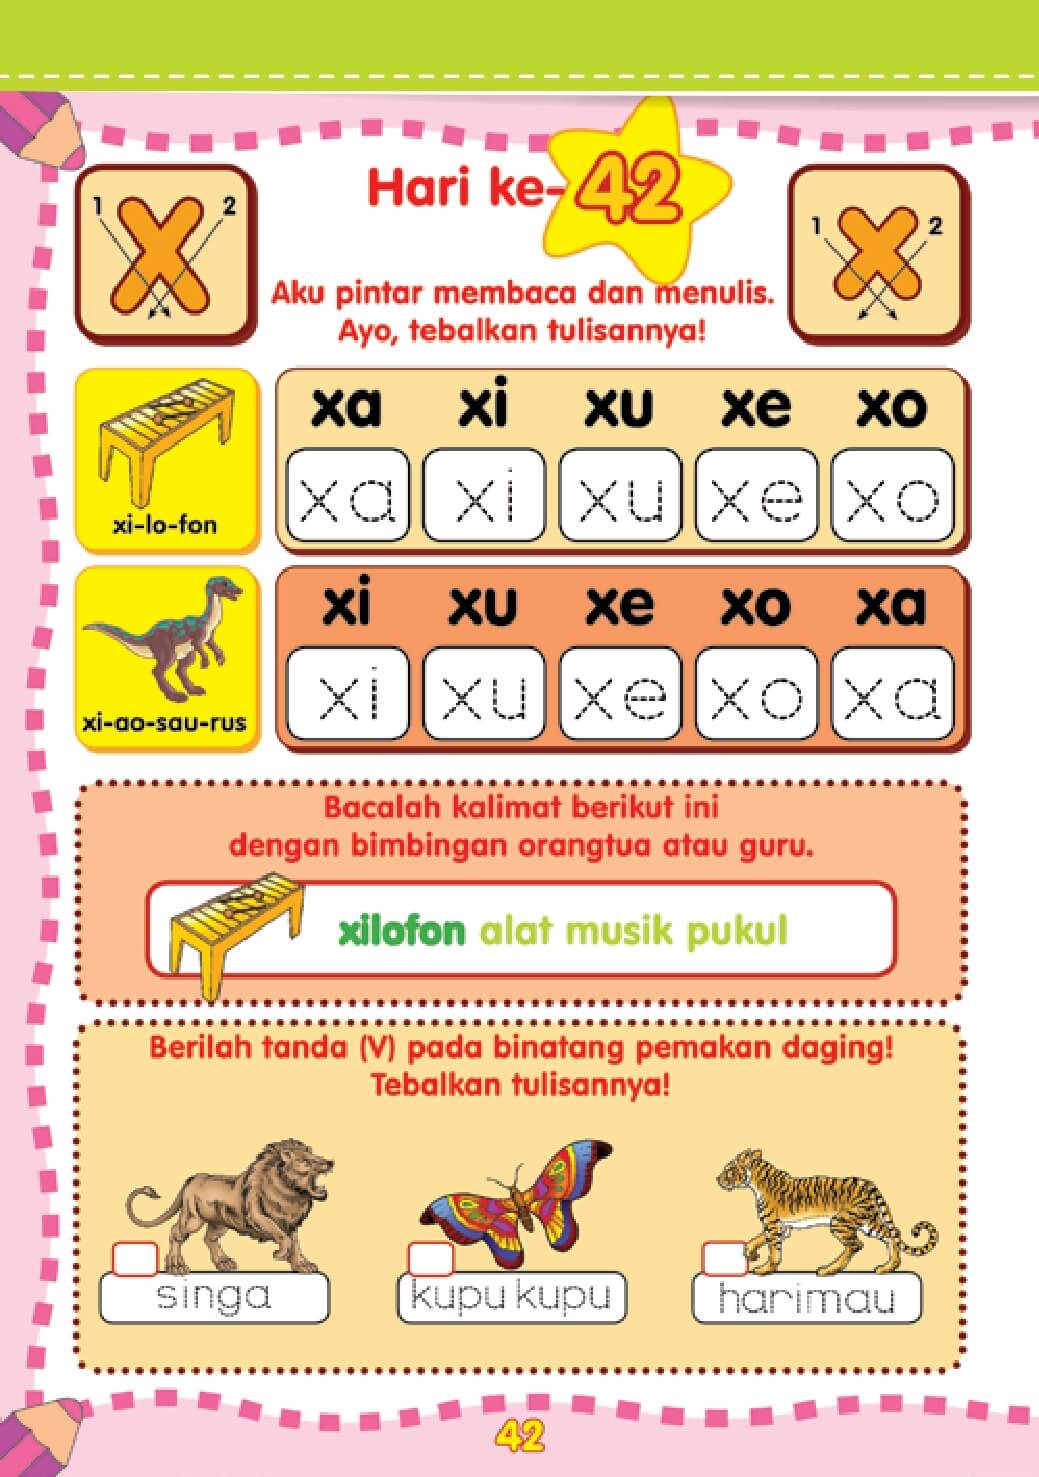 Hari ke-42
X
1 2
x
1 2
Aku pintar membaca dan menulis.
Ayo, tebalkan tulisannya!
xi-lo-fon
xa xi xu xe xo
xa xi xu xe xo
xi-ao-sau-rus
xi xu xe xo xa
xi xu xe xo xa
Bacalah kalimat berikut ini
dengan bimbingan orangtua atau guru.
xilofon alat musik pukul
Berilah tanda (V) pada binatang pemakan daging!
Tebalkan tulisannya!
singa
kupu kupu
harimau
42